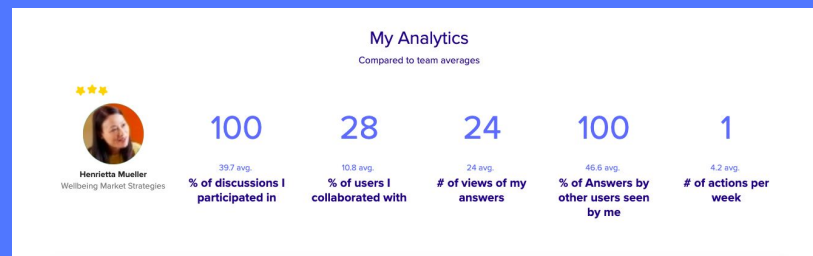 My Analytics
Compared to team averages
Henrietta Mueller
Wellbeing Market Strategies
100
39.7 avg.
% of discussions I
participated in
28
10.8 avg.
% of users I
collaborated with
24
24 avg.
# of views of my
answers
100
46.6 avg.
% of Answers by
other users seen
by me
1
4.2 avg.
# of actions per
week